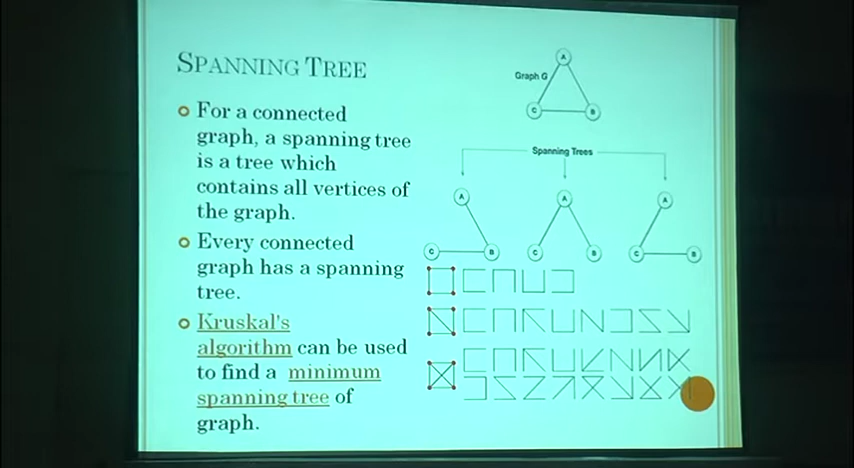 SPANNING TREE
For a connected
graph, a spanning tree
is a tree which
contains all vertices of
the graph.
Every connected
graph has a spanning
tree.
Kruskal's
algorithm can be used
to find a minimum
spanning tree of
graph.
A
Graph G
C B
Spanning Trees
A A A
C B C B C B